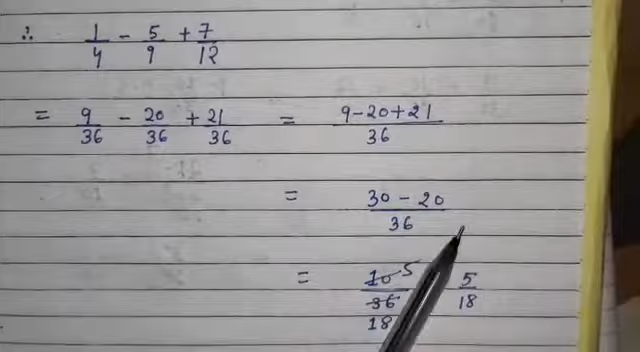 ∴ 1/4 - 5/9 + 7/12
= 9/36 - 20/36 + 21/36 = 9-20+21/36
= 30-20/36
= 10 5/36 18 5/18